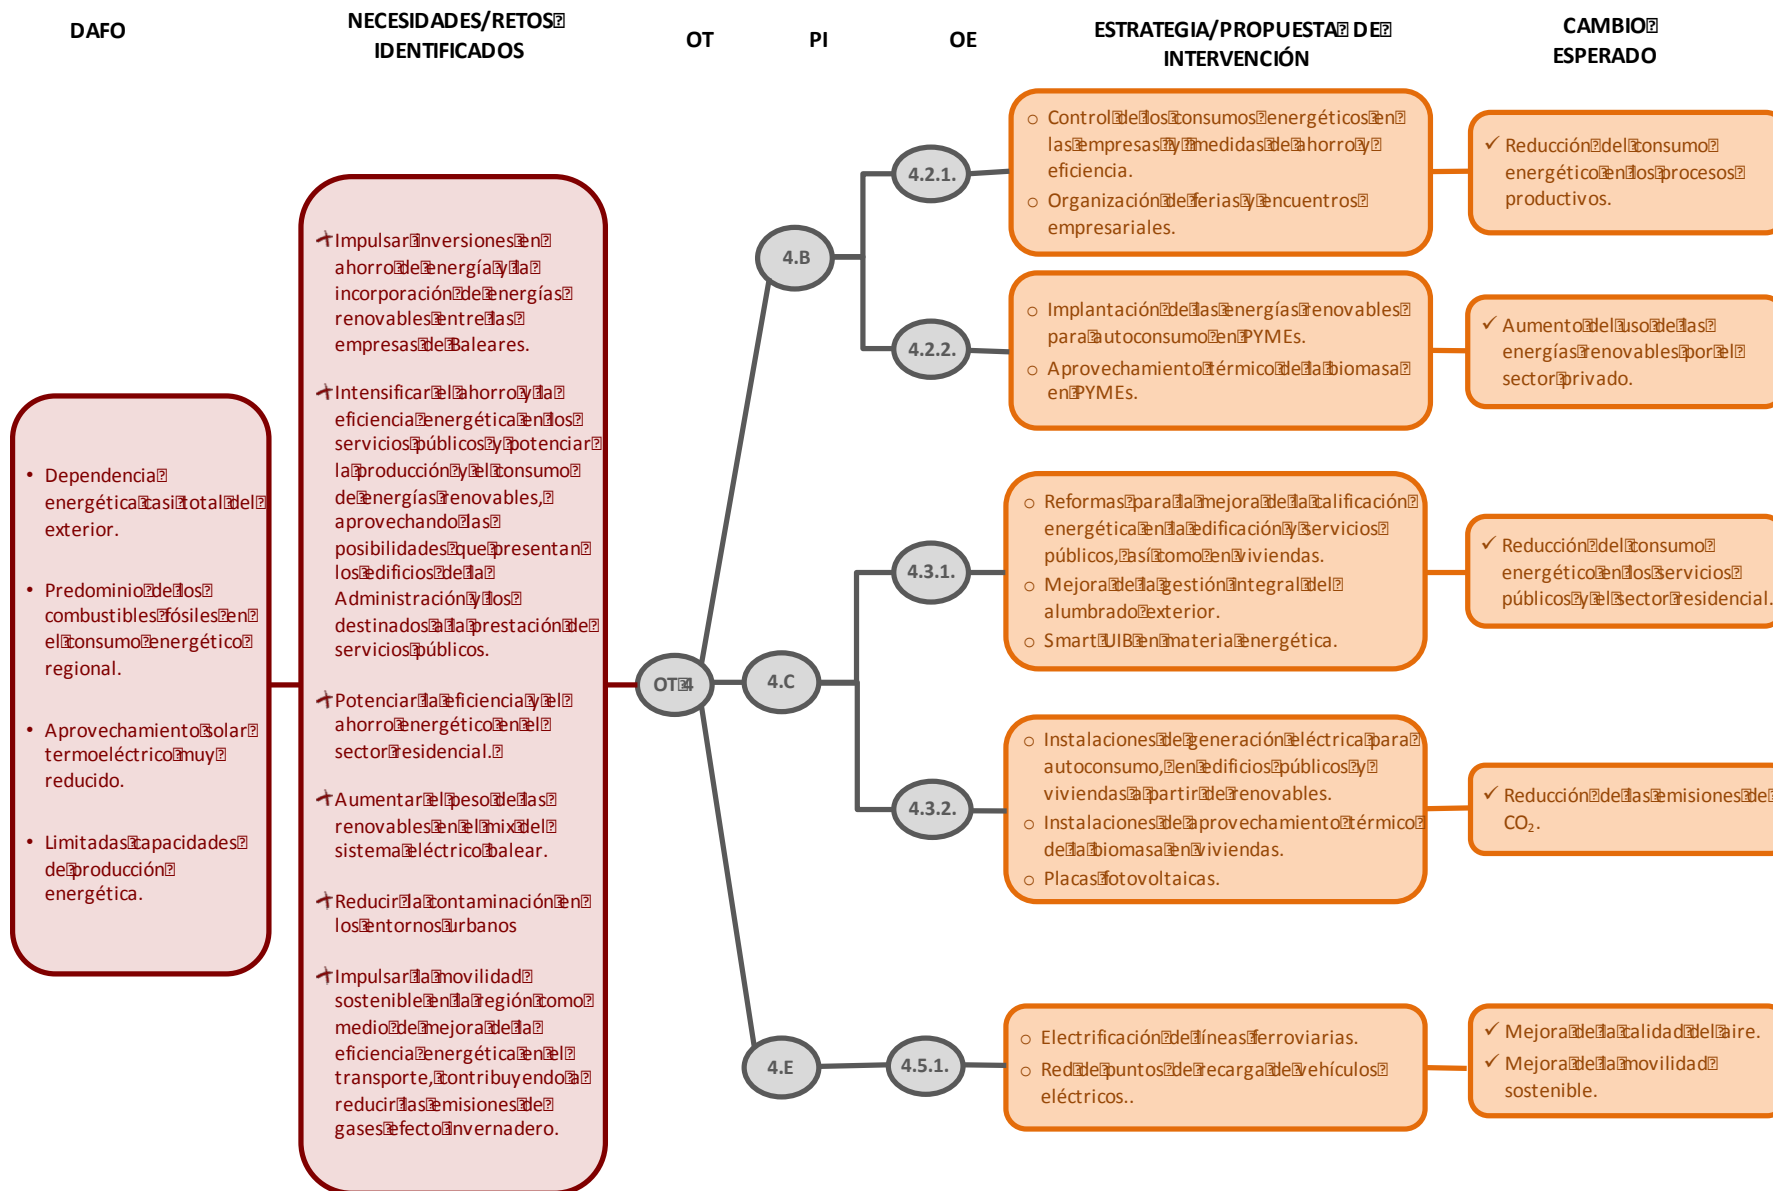 DAFO
NECESIDADES/RETOS
IDENTIFICADOS
OT
PI
OE
ESTRATEGIA/PROPUESTA DE
INTERVENCIÓN
CAMBIO
ESPERADO
• Dependencia
energética casi total del
exterior.
• Predominio de los
combustibles fósiles en
el consumo energético
regional.
• Aprovechamiento solar
termoeléctrico muy
reducido.
• Limitadas capacidades
de producción
energética.
Impulsar inversiones en
ahorro de energía y la
incorporación de energías
renovables entre las
empresas de Baleares.
Intensificar el ahorro y la
eficiencia energética en los
servicios públicos y potenciar
la producción y el consumo
de energías renovables,
aprovechando las
posibilidades que presentan
los edificios de la
Administración y los
destinados a la prestación de
servicios públicos.
Potenciar la eficiencia y el
ahorro energético en el
sector residencial.
Aumentar el peso de las
renovables en el mix del
sistema eléctrico balear.
Reducir la contaminación en
los entornos urbanos
Impulsar la movilidad
sostenible en la región como
medio de mejora de la
eficiencia energética en el
transporte, contribuyendo a
reducir las emisiones de
gases efecto invernadero.
OT 4
4.B
4.C
4.E
4.2.1.
4.2.2.
4.3.1.
4.3.2.
4.5.1.
o Control de los consumos energéticos en
las empresas y medidas de ahorro y
eficiencia.
o Organización de ferias y encuentros
empresariales.
✓ Reducción del consumo
energético en los procesos
productivos.
o Implantación de las energías renovables
para autoconsumo en PYMEs.
o Aprovechamiento térmico de la biomasa
en PYMEs.
✓ Aumento del uso de las
energías renovables por el
sector privado.
o Reformas para la mejora de la calificación
energética en la edificación y servicios
públicos, así como en viviendas.
o Mejora de la gestión integral del
alumbrado exterior.
o Smart UIB en materia energética.
✓ Reducción del consumo
energético en los servicios
públicos y el sector residencial.
o Instalaciones de generación eléctrica para
autoconsumo, en edificios públicos y
viviendas a partir de renovables.
o Instalaciones de aprovechamiento térmico
de la biomasa en viviendas.
o Placas fotovoltaicas.
✓ Reducción de las emisiones de
CO₂.
o Electrificación de líneas ferroviarias.
o Red de puntos de recarga de vehículos
eléctricos..
✓ Mejora de la calidad del aire.
✓ Mejora de la movilidad
sostenible.